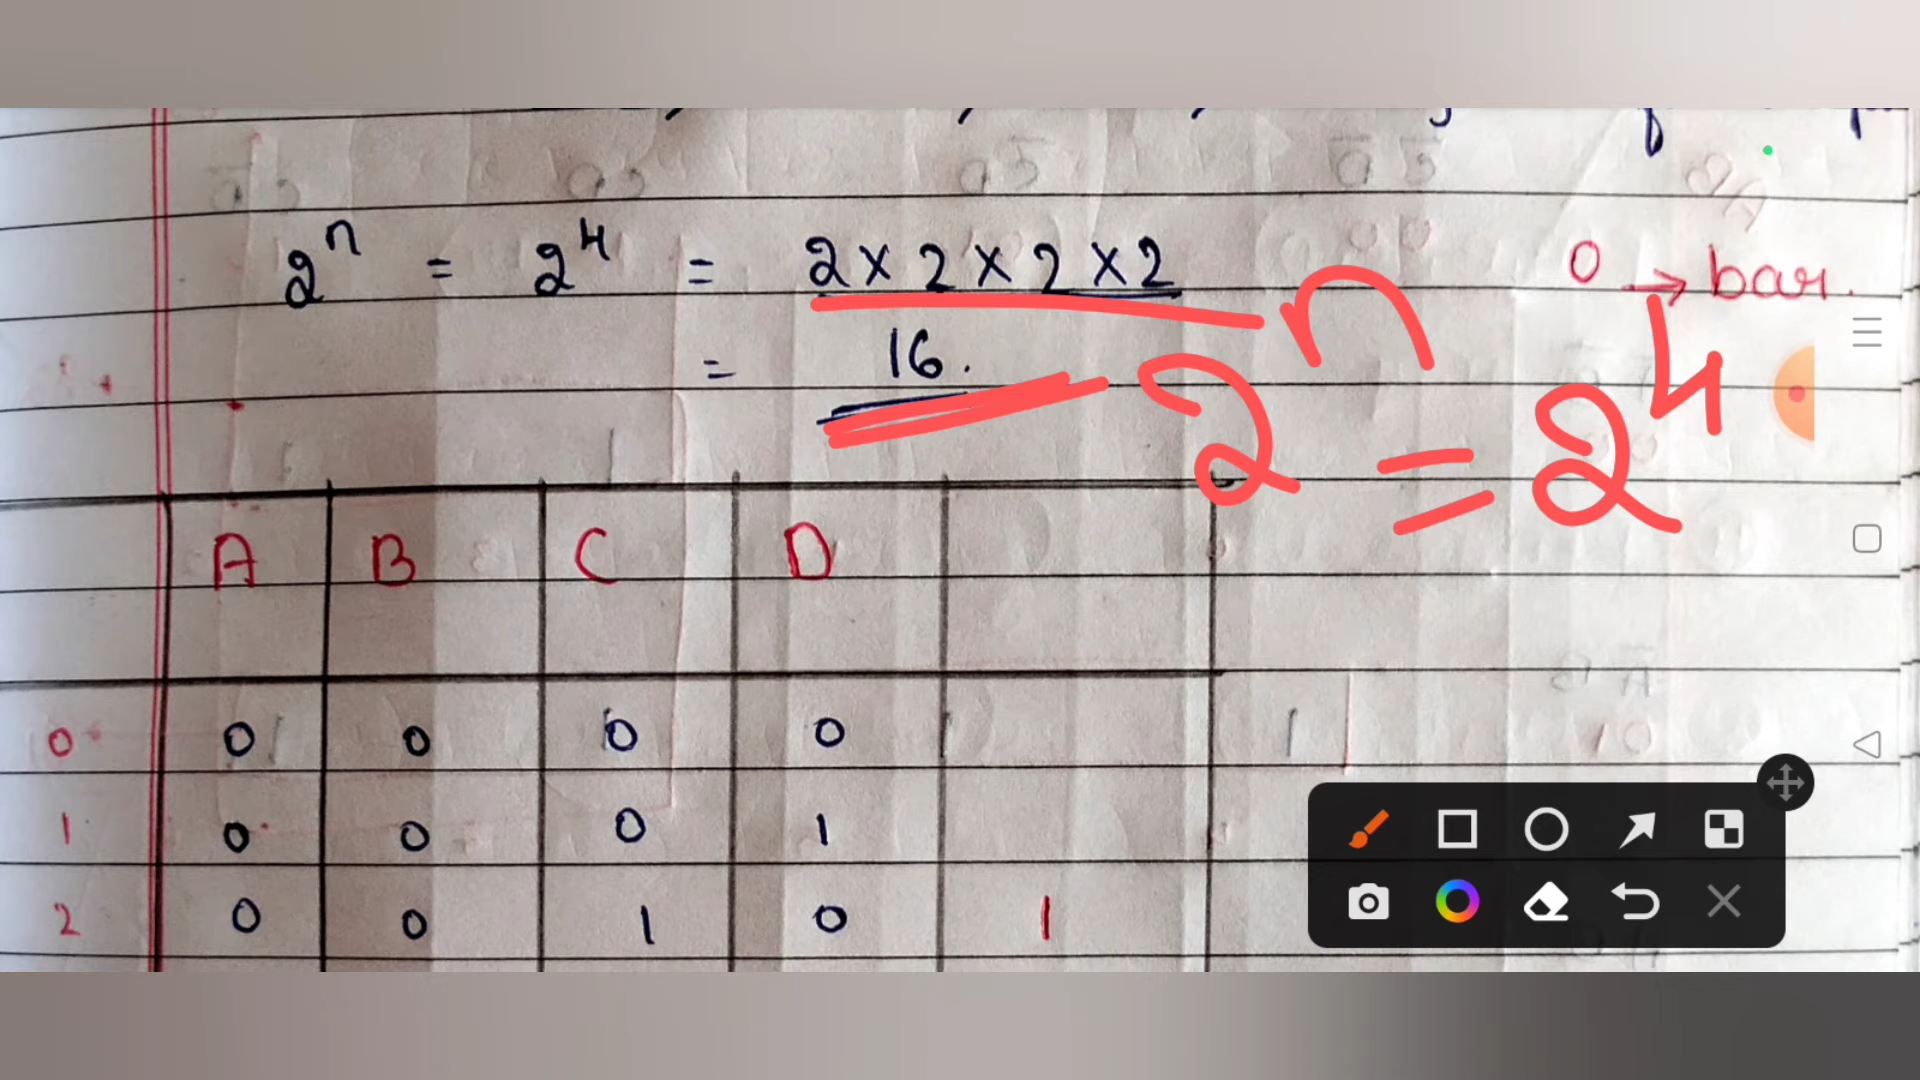 2ⁿ = 2⁴ = 2 × 2 × 2 × 2
0 → bar.
= 16.
2ⁿ = 2⁴
A B C D
0 0 0 0 0
1 0 0 0 1
2 0 0 1 0 1